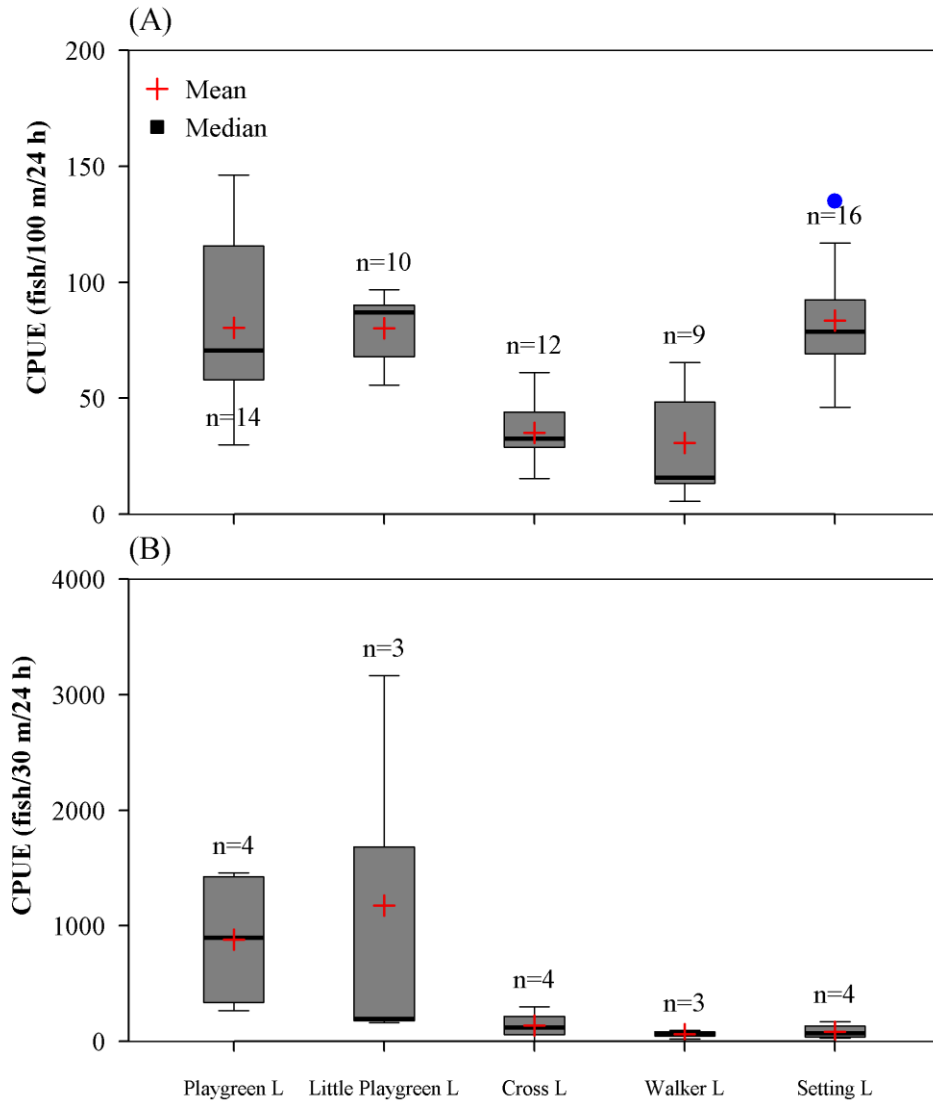 (A)
200
Mean
Median
150
n=16
n=10
100
n=12
n=9
n=14
50
0
CPUE (fish/100 m/24 h)
(B)
4000
n=3
3000
2000
n=4
1000
n=4
n=3
n=4
0
CPUE (fish/30 m/24 h)
Playgreen L
Little Playgreen L
Cross L
Walker L
Setting L